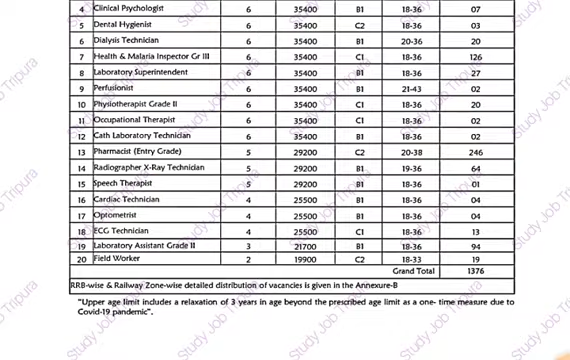 4 Clinical Psychologist 6 35400 B1 18-36 07
5 Dental Hygienist 6 35400 C2 18-36 03
6 Dialysis Technician 6 35400 B1 20-36 20
7 Health & Malaria Inspector Gr III 6 35400 C1 18-36 126
8 Laboratory Superintendent 6 35400 B1 18-36 27
9 Perfusionist 6 35400 B1 21-43 02
10 Physiotherapist Grade II 6 35400 C1 18-36 20
11 Occupational Therapist 6 35400 C1 18-36 02
12 Cath Laboratory Technician 6 35400 B1 18-36 02
13 Pharmacist (Entry Grade) 5 29200 C2 20-38 246
14 Radiographer X-Ray Technician 5 29200 B1 19-36 64
15 Speech Therapist 5 29200 B1 18-36 01
16 Cardiac Technician 4 25500 B1 18-36 04
17 Optometrist 4 25500 B1 18-36 04
18 ECG Technician 4 25500 C1 18-36 13
19 Laboratory Assistant Grade II 3 21700 B1 18-36 94
20 Field Worker 2 19900 C2 18-33 19
Grand Total 1376
RRB-wise & Railway Zone-wise detailed distribution of vacancies is given in the Annexure-B
"Upper age limit includes a relaxation of 3 years in age beyond the prescribed age limit as a one- time measure due to
Covid-19 pandemic".
Study Job Tripura